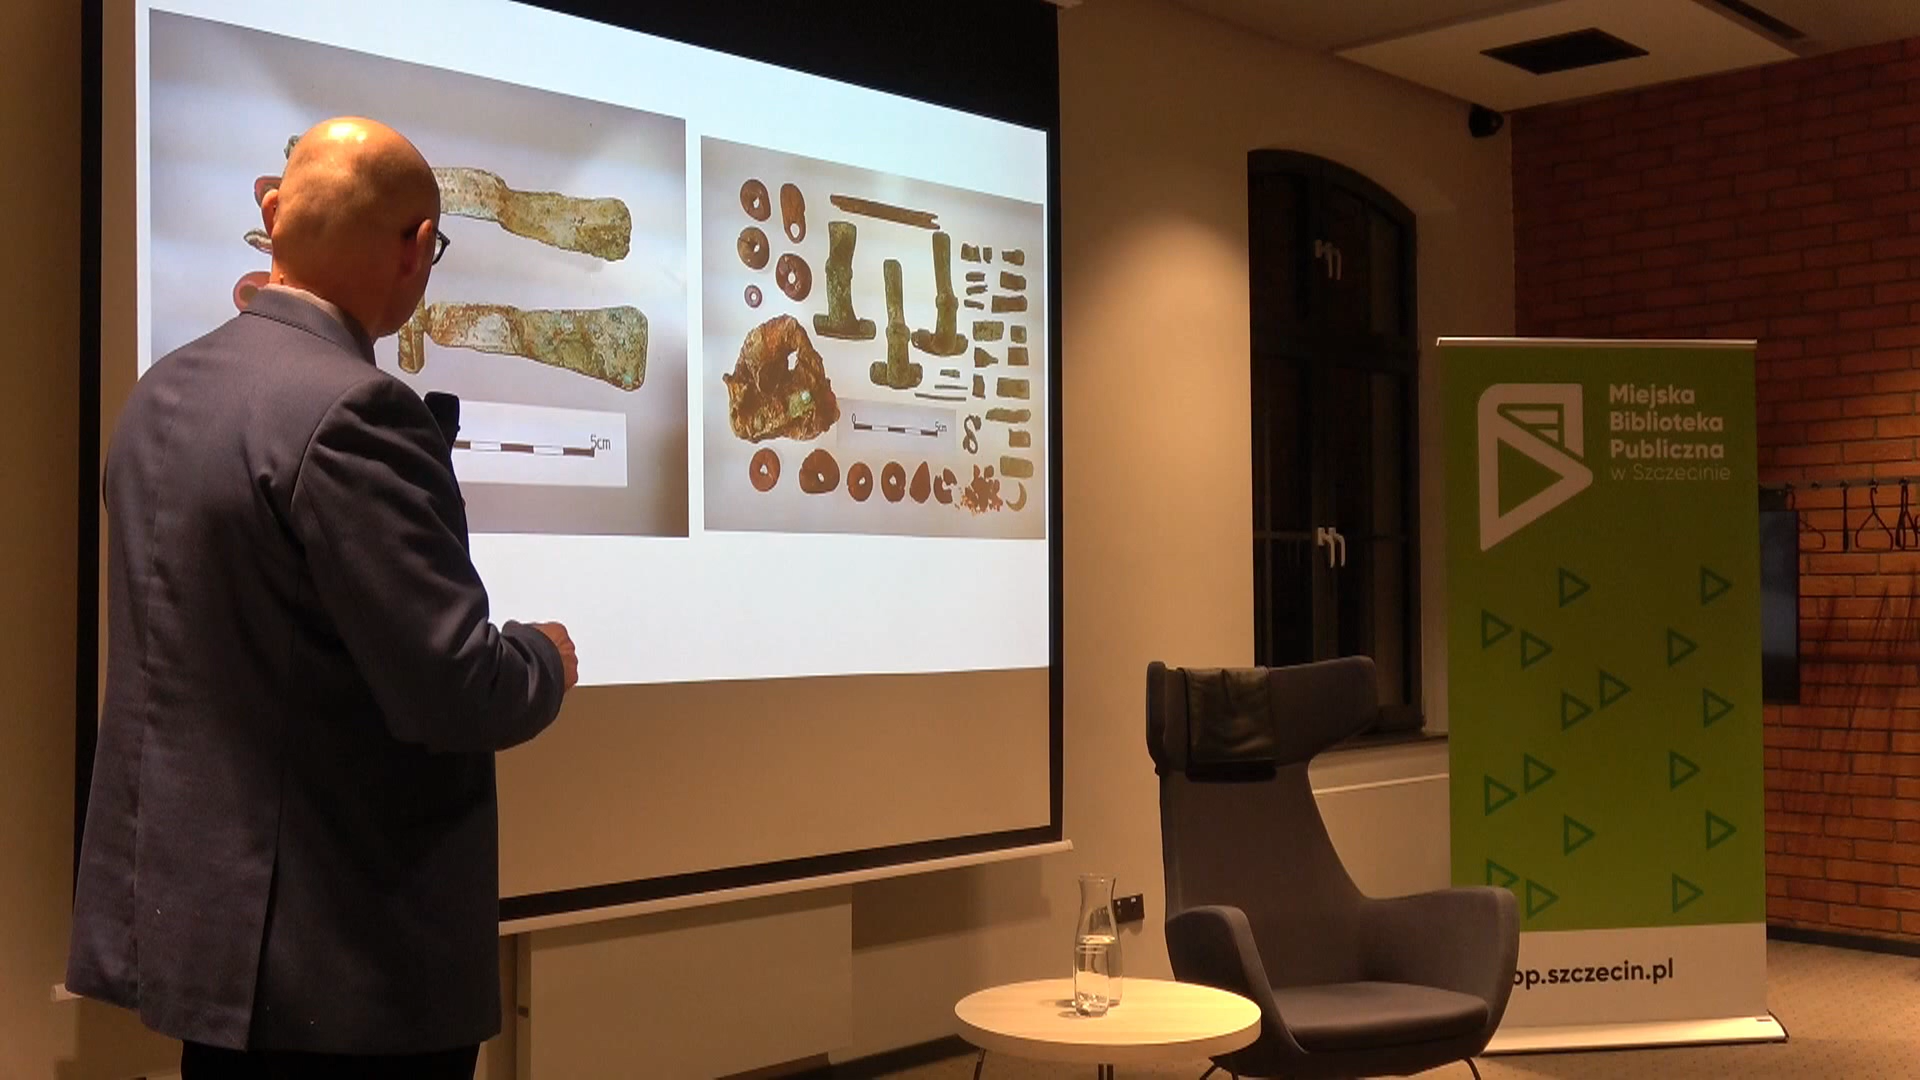 5cm
0 5cm
Miejska
Biblioteka
Publiczna
w Szczecinie
op.szczecin.pl